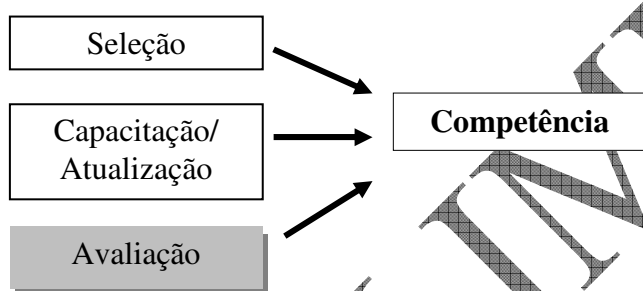 Seleção
Capacitação/
Atualização
Competência
Avaliação